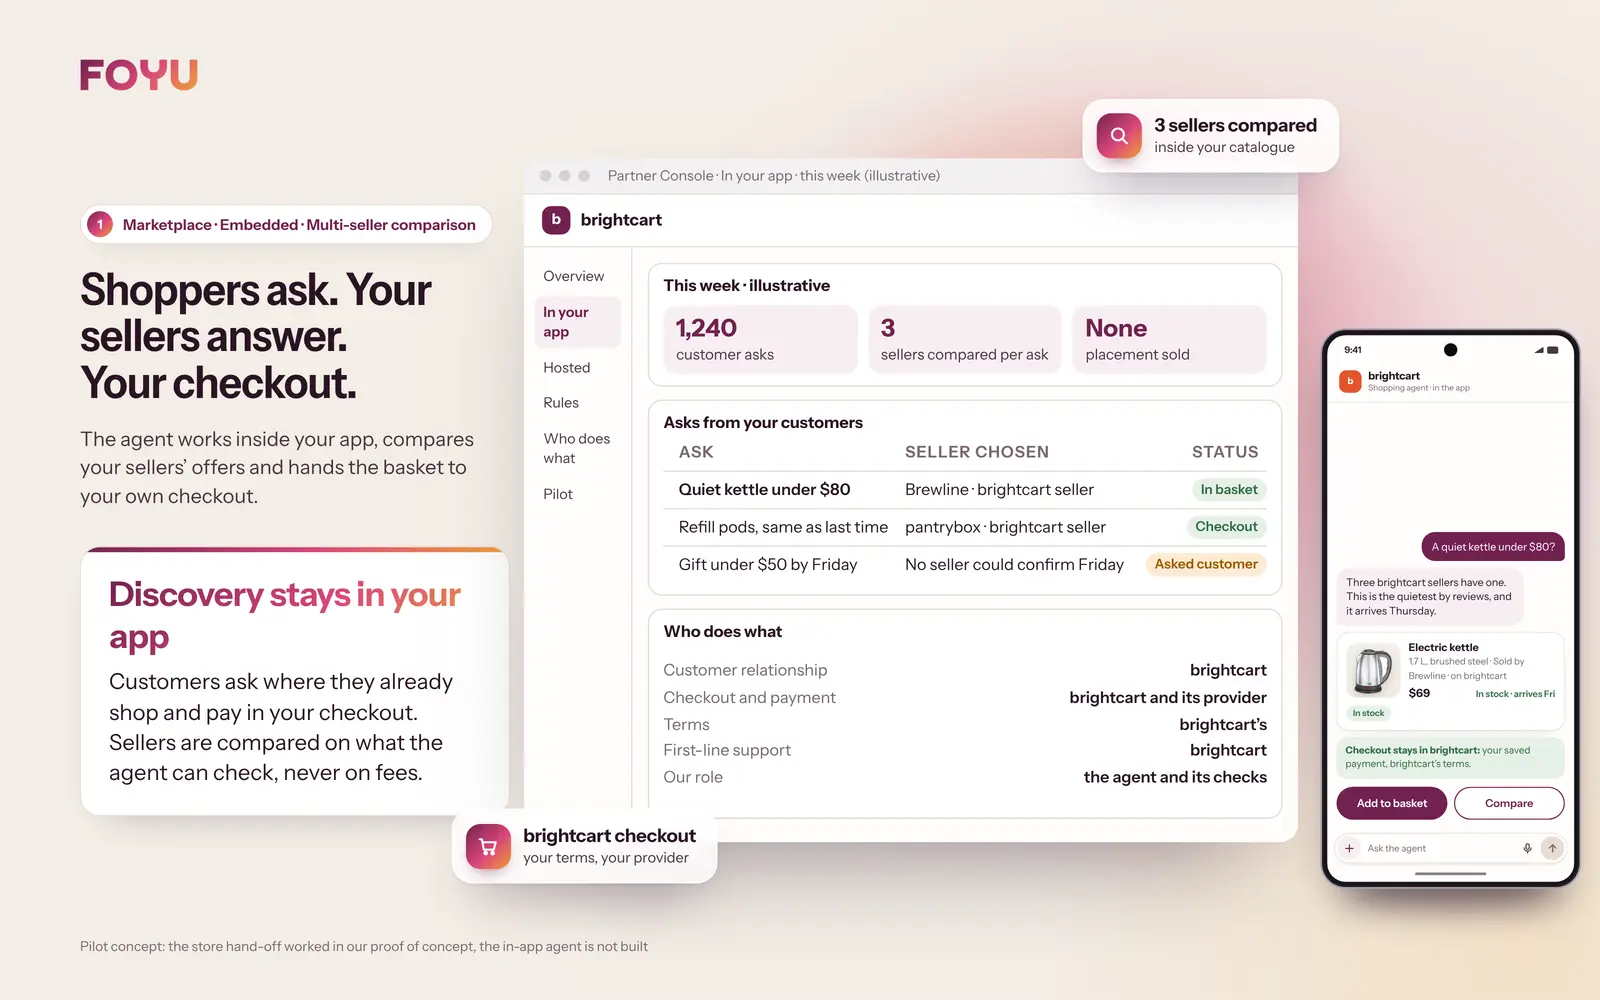 FOYU
1
Marketplace · Embedded · Multi-seller comparison
Shoppers ask. Your
sellers answer.
Your checkout.
The agent works inside your app, compares
your sellers’ offers and hands the basket to
your own checkout.
Discovery stays in your
app
Customers ask where they already
shop and pay in your checkout.
Sellers are compared on what the
agent can check, never on fees.
3 sellers compared
inside your catalogue
Partner Console · In your app · this week (illustrative)
b brightcart
Overview
In your
app
Hosted
Rules
Who does
what
Pilot
This week · illustrative
1,240
customer asks
3
sellers compared per ask
None
placement sold
Asks from your customers
ASK SELLER CHOSEN STATUS
Quiet kettle under $80 Brewline · brightcart seller In basket
Refill pods, same as last time pantrybox · brightcart seller Checkout
Gift under $50 by Friday No seller could confirm Friday Asked customer
Who does what
Customer relationship brightcart
Checkout and payment brightcart and its provider
Terms brightcart’s
First-line support brightcart
Our role the agent and its checks
brightcart checkout
your terms, your provider
9:41
b brightcart
Shopping agent · in the app
A quiet kettle under $80?
Three brightcart sellers have one.
This is the quietest by reviews, and
it arrives Thursday.
Electric kettle
1.7 L, brushed steel · Sold by
Brewline · on brightcart
$69 In stock · arrives Fri
In stock
Checkout stays in brightcart: your saved
payment, brightcart’s terms.
Add to basket Compare
Ask the agent
Pilot concept: the store hand-off worked in our proof of concept, the in-app agent is not built